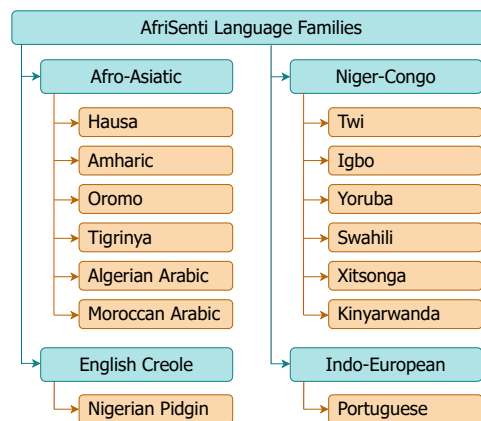 AfriSenti Language Families
Afro-Asiatic
Hausa
Amharic
Oromo
Tigrinya
Algerian Arabic
Moroccan Arabic
English Creole
Nigerian Pidgin
Niger-Congo
Twi
Igbo
Yoruba
Swahili
Xitsonga
Kinyarwanda
Indo-European
Portuguese